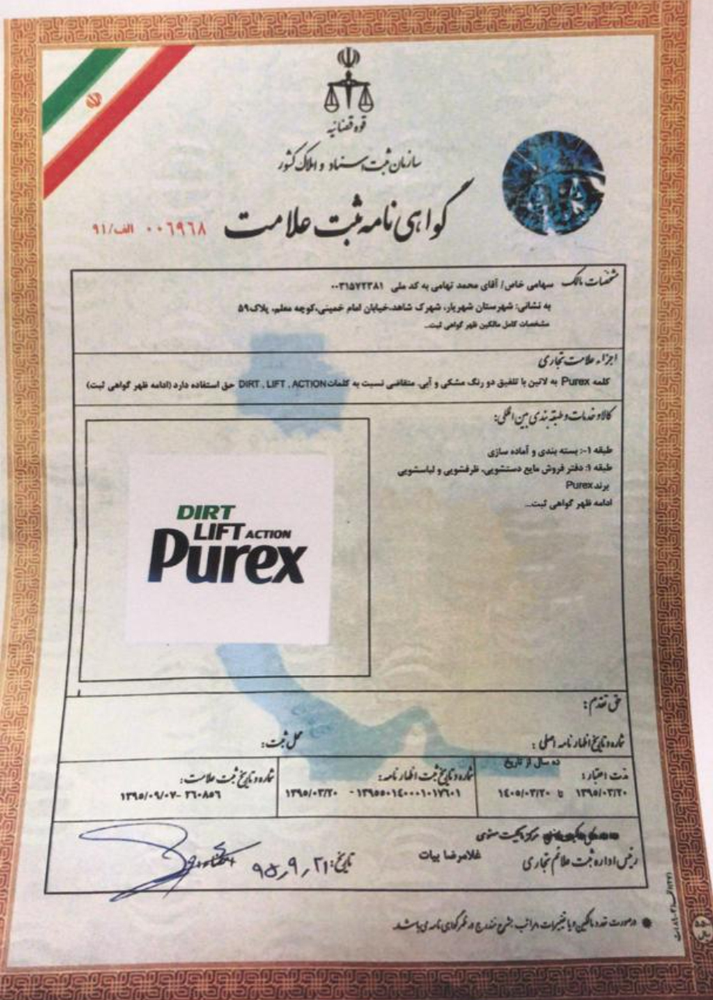 قوه قضائیه
سازمان ثبت اسناد و املاک کشور
گواهی نامه ثبت علامت
۰۰۶۹۶۸ الف/۹۱
مشخصات مالک سهامی خاص/ آقای محمد تهامی به کد ملی ۰۰۳۱۵۷۲۳۸۱
به نشانی: شهرستان شهریار، شهرک شاهد،خیابان امام خمینی،کوچه معلم، پلاک۵۹
مشخصات کامل مالکین ظهر گواهی ثبت..
اجزاء علامت تجاری
کلمه Purex به لاتین با تلفیق دو رنگ مشکی و آبی. متقاضی نسبت به کلمات DIRT , LIFT , ACTION حق استفاده دارد (ادامه ظهر گواهی ثبت)
کالا و خدمات و طبقه بندی بین المللی:
طبقه ۱-: بسته بندی و آماده سازی
طبقه ۹: دفتر فروش مایع دستشویی، ظرفشویی و لباسشویی
برند Purex
ادامه ظهر گواهی ثبت...
DIRT
LIFT ACTION
Purex
حق تقدم:
شماره و تاریخ اظهارنامه اصلی: محل ثبت:
ده سال از تاریخ
مدت اعتبار: شماره و تاریخ ثبت اظهارنامه: شماره و تاریخ ثبت علامت:
۱۳۹۵/۰۳/۲۰ تا ۱۴۰۵/۰۳/۲۰ ۱۳۹۵۵۰۱۴۰۰۰۱۰۱۷۶۰۱ - ۱۳۹۵/۰۳/۲۰ ۲۶۰۸۵۶ - ۱۳۹۵/۰۹/۰۷
مرکز مالکیت معنوی
رئیس اداره ثبت علائم تجاری غلامرضا بیات تاریخ: ۹۵/۹/۲۱
در صورت تعدد مالکین و یا تغییرات مراتب بشرح مندرج در ظهر گواهی نامه می باشد